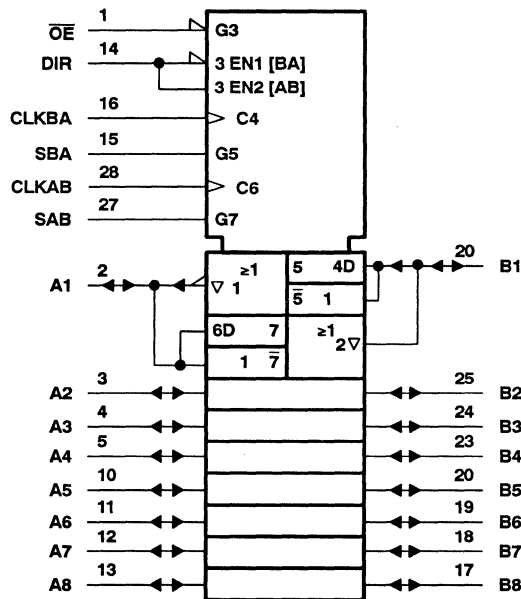 1
O̅E̅ G3
14
DIR 3 EN1 [BA]
3 EN2 [AB]
16
CLKBA C4
15
SBA G5
28
CLKAB C6
27
SAB G7
2 ≥1 5 4D 20
A1 ▽ 1 B1
5̅ 1
6D 7 ≥1
2▽
1 7̅
3 25
A2 B2
4 24
A3 B3
5 23
A4 B4
10 20
A5 B5
11 19
A6 B6
12 18
A7 B7
13 17
A8 B8